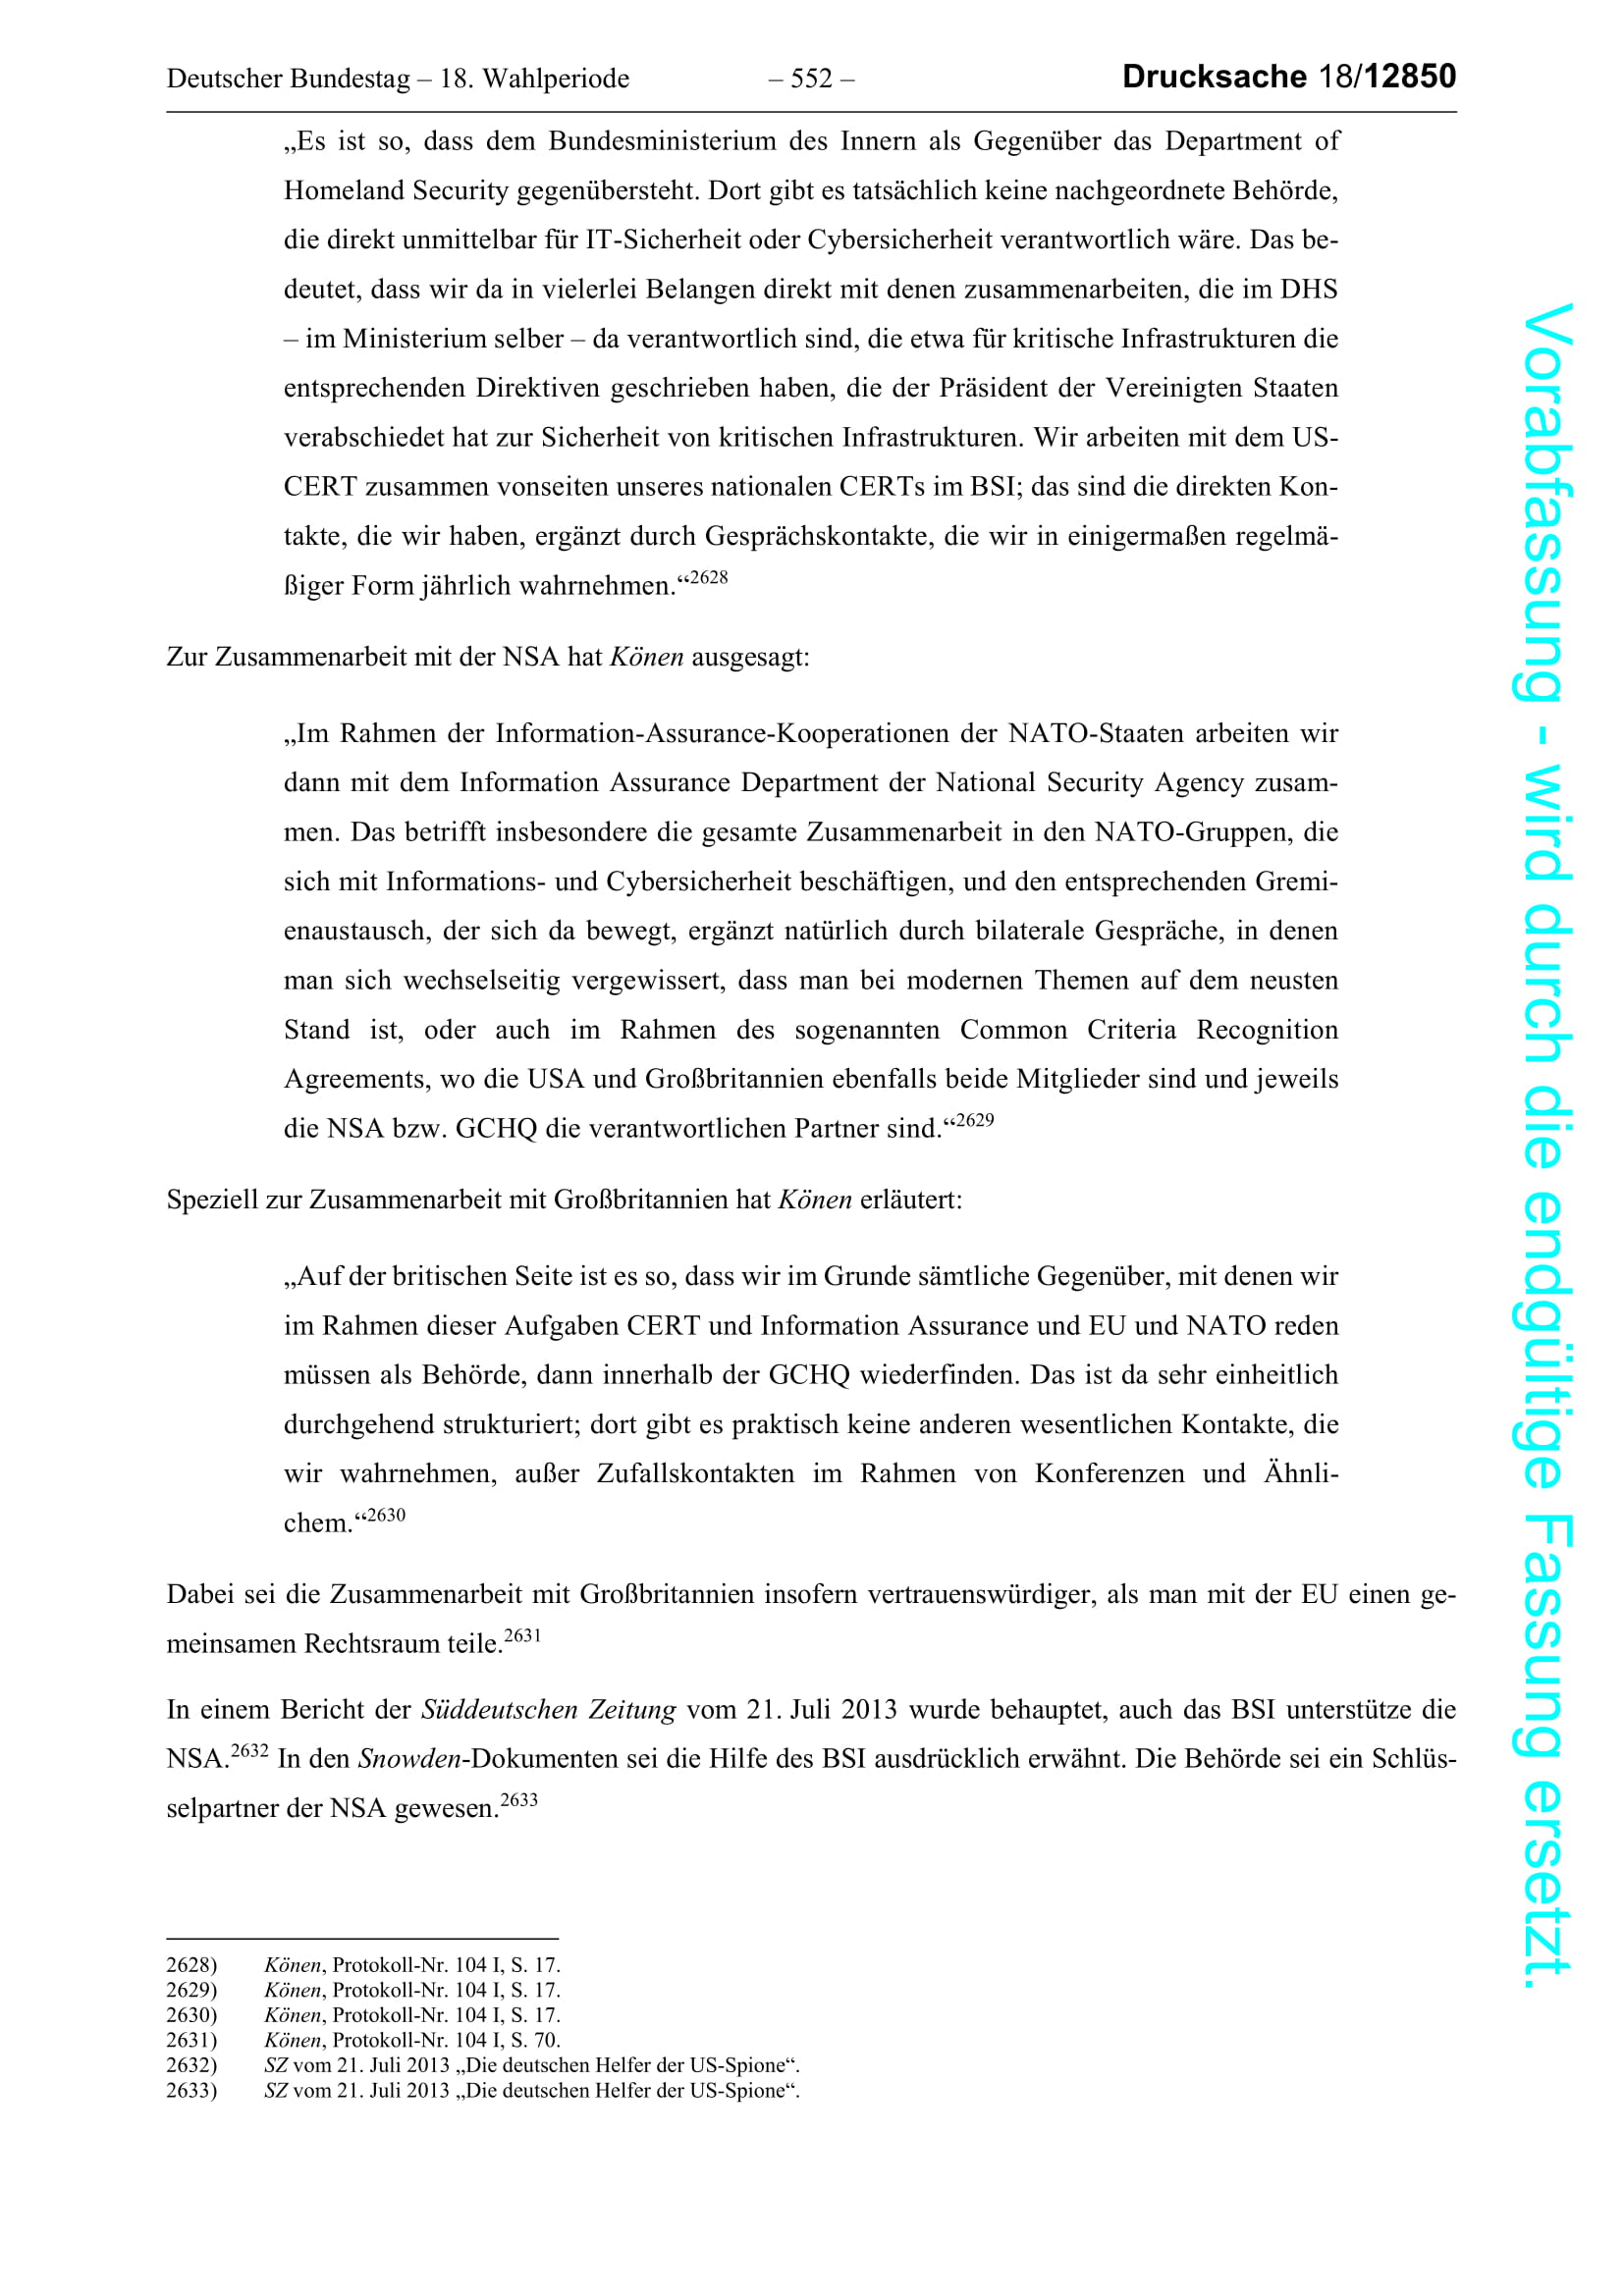 Deutscher Bundestag – 18. Wahlperiode – 552 – Drucksache 18/12850
„Es ist so, dass dem Bundesministerium des Innern als Gegenüber das Department of
Homeland Security gegenübersteht. Dort gibt es tatsächlich keine nachgeordnete Behörde,
die direkt unmittelbar für IT-Sicherheit oder Cybersicherheit verantwortlich wäre. Das be-
deutet, dass wir da in vielerlei Belangen direkt mit denen zusammenarbeiten, die im DHS
– im Ministerium selber – da verantwortlich sind, die etwa für kritische Infrastrukturen die
entsprechenden Direktiven geschrieben haben, die der Präsident der Vereinigten Staaten
verabschiedet hat zur Sicherheit von kritischen Infrastrukturen. Wir arbeiten mit dem US-
CERT zusammen vonseiten unseres nationalen CERTs im BSI; das sind die direkten Kon-
takte, die wir haben, ergänzt durch Gesprächskontakte, die wir in einigermaßen regelmä-
ßiger Form jährlich wahrnehmen.“2628
Zur Zusammenarbeit mit der NSA hat Könen ausgesagt:
„Im Rahmen der Information-Assurance-Kooperationen der NATO-Staaten arbeiten wir
dann mit dem Information Assurance Department der National Security Agency zusam-
men. Das betrifft insbesondere die gesamte Zusammenarbeit in den NATO-Gruppen, die
sich mit Informations- und Cybersicherheit beschäftigen, und den entsprechenden Gremi-
enaustausch, der sich da bewegt, ergänzt natürlich durch bilaterale Gespräche, in denen
man sich wechselseitig vergewissert, dass man bei modernen Themen auf dem neusten
Stand ist, oder auch im Rahmen des sogenannten Common Criteria Recognition
Agreements, wo die USA und Großbritannien ebenfalls beide Mitglieder sind und jeweils
die NSA bzw. GCHQ die verantwortlichen Partner sind.“2629
Speziell zur Zusammenarbeit mit Großbritannien hat Könen erläutert:
„Auf der britischen Seite ist es so, dass wir im Grunde sämtliche Gegenüber, mit denen wir
im Rahmen dieser Aufgaben CERT und Information Assurance und EU und NATO reden
müssen als Behörde, dann innerhalb der GCHQ wiederfinden. Das ist da sehr einheitlich
durchgehend strukturiert; dort gibt es praktisch keine anderen wesentlichen Kontakte, die
wir wahrnehmen, außer Zufallskontakten im Rahmen von Konferenzen und Ähnli-
chem.“2630
Dabei sei die Zusammenarbeit mit Großbritannien insofern vertrauenswürdiger, als man mit der EU einen ge-
meinsamen Rechtsraum teile.2631
In einem Bericht der Süddeutschen Zeitung vom 21. Juli 2013 wurde behauptet, auch das BSI unterstütze die
NSA.2632 In den Snowden-Dokumenten sei die Hilfe des BSI ausdrücklich erwähnt. Die Behörde sei ein Schlüs-
selpartner der NSA gewesen.2633
2628) Könen, Protokoll-Nr. 104 I, S. 17.
2629) Könen, Protokoll-Nr. 104 I, S. 17.
2630) Könen, Protokoll-Nr. 104 I, S. 17.
2631) Könen, Protokoll-Nr. 104 I, S. 70.
2632) SZ vom 21. Juli 2013 „Die deutschen Helfer der US-Spione“.
2633) SZ vom 21. Juli 2013 „Die deutschen Helfer der US-Spione“.
Vorabfassung - wird durch die endgültige Fassung ersetzt.